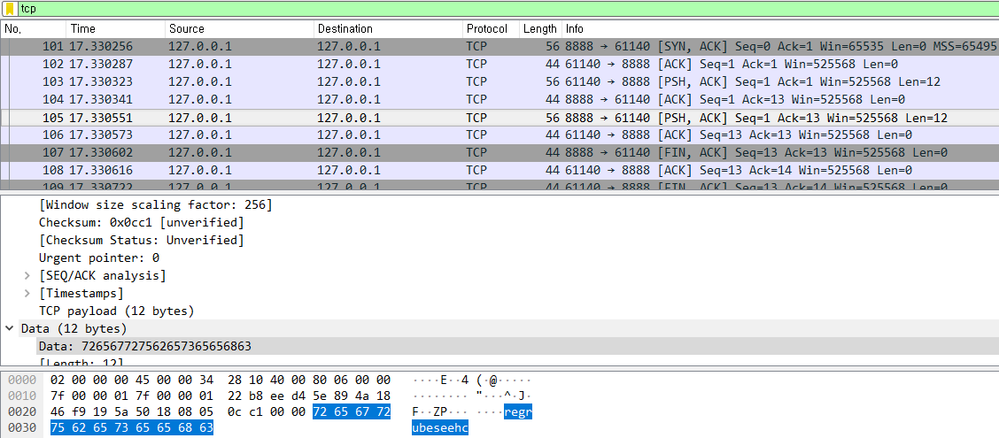 tcp
No. Time Source Destination Protocol Length Info
101 17.330256 127.0.0.1 127.0.0.1 TCP 56 8888 → 61140 [SYN, ACK] Seq=0 Ack=1 Win=65535 Len=0 MSS=65495
102 17.330287 127.0.0.1 127.0.0.1 TCP 44 61140 → 8888 [ACK] Seq=1 Ack=1 Win=525568 Len=0
103 17.330323 127.0.0.1 127.0.0.1 TCP 56 61140 → 8888 [PSH, ACK] Seq=1 Ack=1 Win=525568 Len=12
104 17.330341 127.0.0.1 127.0.0.1 TCP 44 8888 → 61140 [ACK] Seq=1 Ack=13 Win=525568 Len=0
105 17.330551 127.0.0.1 127.0.0.1 TCP 56 8888 → 61140 [PSH, ACK] Seq=1 Ack=13 Win=525568 Len=12
106 17.330573 127.0.0.1 127.0.0.1 TCP 44 61140 → 8888 [ACK] Seq=13 Ack=13 Win=525568 Len=0
107 17.330602 127.0.0.1 127.0.0.1 TCP 44 8888 → 61140 [FIN, ACK] Seq=13 Ack=13 Win=525568 Len=0
108 17.330616 127.0.0.1 127.0.0.1 TCP 44 61140 → 8888 [ACK] Seq=13 Ack=14 Win=525568 Len=0
109 17.330722 127.0.0.1 127.0.0.1 TCP 44 61140 → 8888 [FIN, ACK] Seq=13 Ack=14 Win=525568 Len=0
[Window size scaling factor: 256]
Checksum: 0x0cc1 [unverified]
[Checksum Status: Unverified]
Urgent pointer: 0
[SEQ/ACK analysis]
[Timestamps]
TCP payload (12 bytes)
Data (12 bytes)
Data: 726567727562657365656863
[Length: 12]
0000 02 00 00 00 45 00 00 34 28 10 40 00 80 06 00 00 ····E··4 (·@·····
0010 7f 00 00 01 7f 00 00 01 22 b8 ee d4 5e 89 4a 18 ········ "···^·J·
0020 46 f9 19 5a 50 18 08 05 0c c1 00 00 72 65 67 72 F··ZP··· ····regr
0030 75 62 65 73 65 65 68 63 ubeseehc